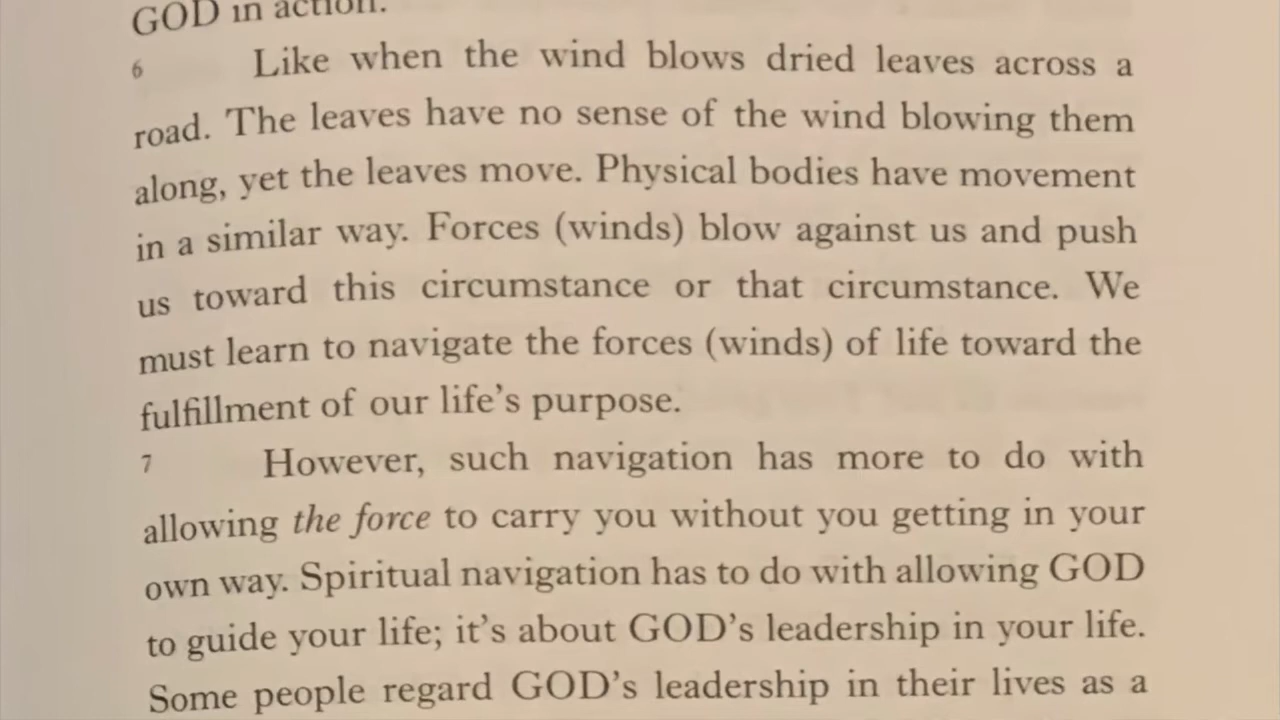 GOD in action.
6 Like when the wind blows dried leaves across a
road. The leaves have no sense of the wind blowing them
along, yet the leaves move. Physical bodies have movement
in a similar way. Forces (winds) blow against us and push
us toward this circumstance or that circumstance. We
must learn to navigate the forces (winds) of life toward the
fulfillment of our life’s purpose.
7 However, such navigation has more to do with
allowing the force to carry you without you getting in your
own way. Spiritual navigation has to do with allowing GOD
to guide your life; it’s about GOD’s leadership in your life.
Some people regard GOD’s leadership in their lives as a